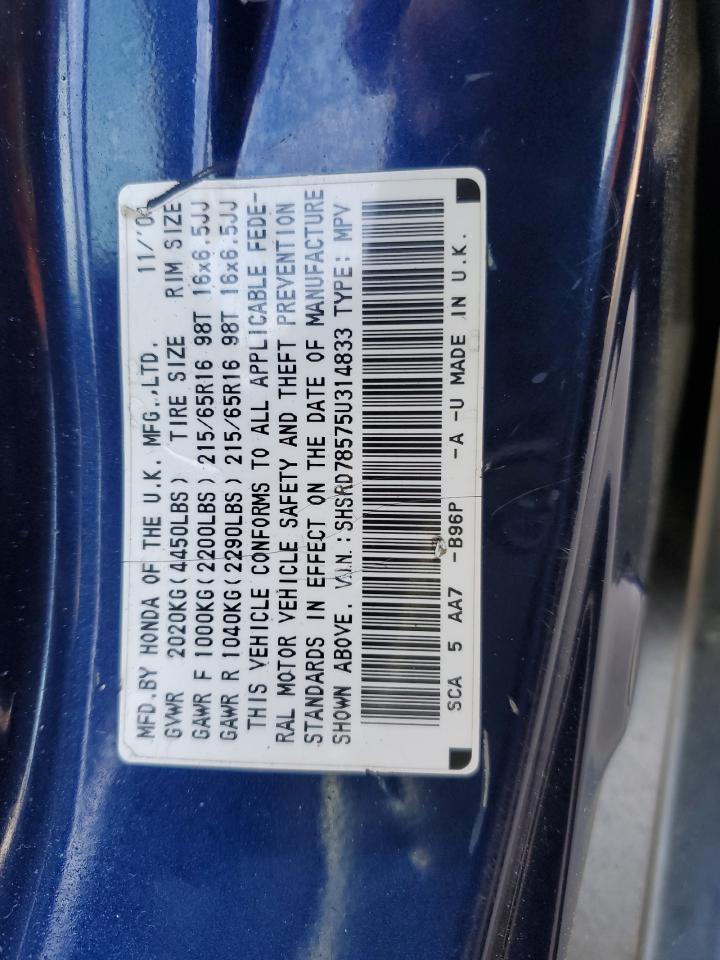 MFD.BY HONDA OF THE U.K. MFG.,LTD. 11/
GVWR 2020KG(4450LBS) TIRE SIZE RIM SIZE
GAWR F 1000KG(2200LBS) 215/65R16 98T 16x6.5JJ
GAWR R 1040KG(2290LBS) 215/65R16 98T 16x6.5JJ
THIS VEHICLE CONFORMS TO ALL APPLICABLE FEDE-
RAL MOTOR VEHICLE SAFETY AND THEFT PREVENTION
STANDARDS IN EFFECT ON THE DATE OF MANUFACTURE
SHOWN ABOVE. V.I.N.: SHSRD78575U314833 TYPE: MPV
SCA 5 AA7 -B96P -A -U MADE IN U.K.